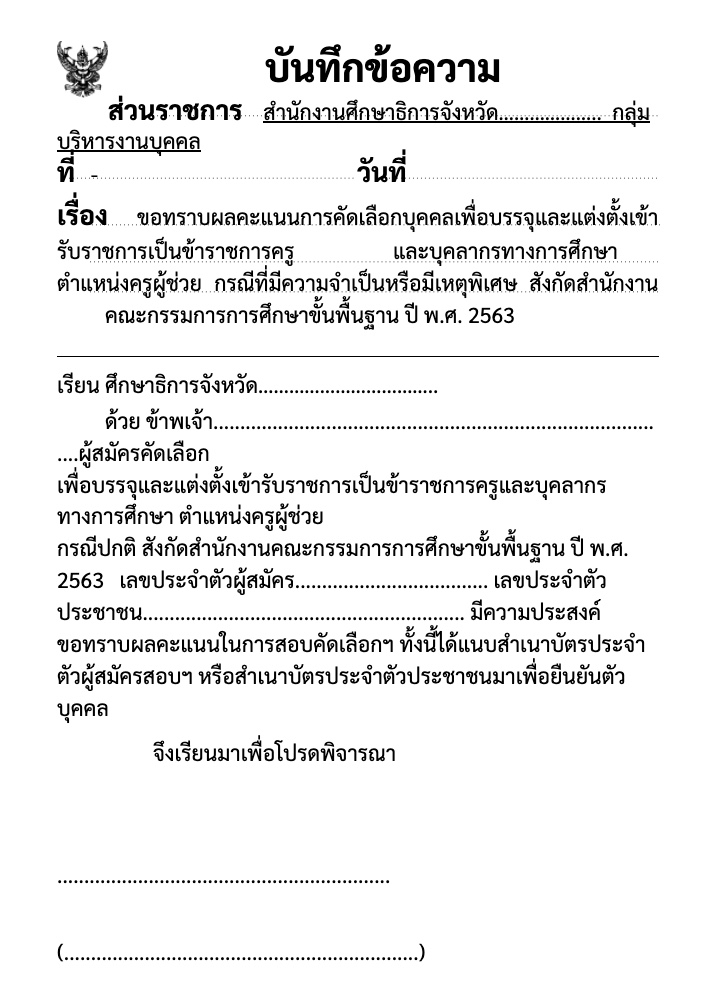 บันทึกข้อความ
ส่วนราชการ สำนักงานศึกษาธิการจังหวัด.................... กลุ่ม
บริหารงานบุคคล
ที่ - วันที่
เรื่อง ขอทราบผลคะแนนการคัดเลือกบุคคลเพื่อบรรจุและแต่งตั้งเข้า
รับราชการเป็นข้าราชการครู และบุคลากรทางการศึกษา
ตำแหน่งครูผู้ช่วย กรณีที่มีความจำเป็นหรือมีเหตุพิเศษ สังกัดสำนักงาน
คณะกรรมการการศึกษาขั้นพื้นฐาน ปี พ.ศ. 2563
เรียน ศึกษาธิการจังหวัด...................................
ด้วย ข้าพเจ้า.....................................................................................
....ผู้สมัครคัดเลือก
เพื่อบรรจุและแต่งตั้งเข้ารับราชการเป็นข้าราชการครูและบุคลากร
ทางการศึกษา ตำแหน่งครูผู้ช่วย
กรณีปกติ สังกัดสำนักงานคณะกรรมการการศึกษาขั้นพื้นฐาน ปี พ.ศ.
2563 เลขประจำตัวผู้สมัคร..................................... เลขประจำตัว
ประชาชน.............................................................. มีความประสงค์
ขอทราบผลคะแนนในการสอบคัดเลือกฯ ทั้งนี้ได้แนบสำเนาบัตรประจำ
ตัวผู้สมัครสอบฯ หรือสำเนาบัตรประจำตัวประชาชนมาเพื่อยืนยันตัว
บุคคล
จึงเรียนมาเพื่อโปรดพิจารณา
................................................................
(....................................................................)